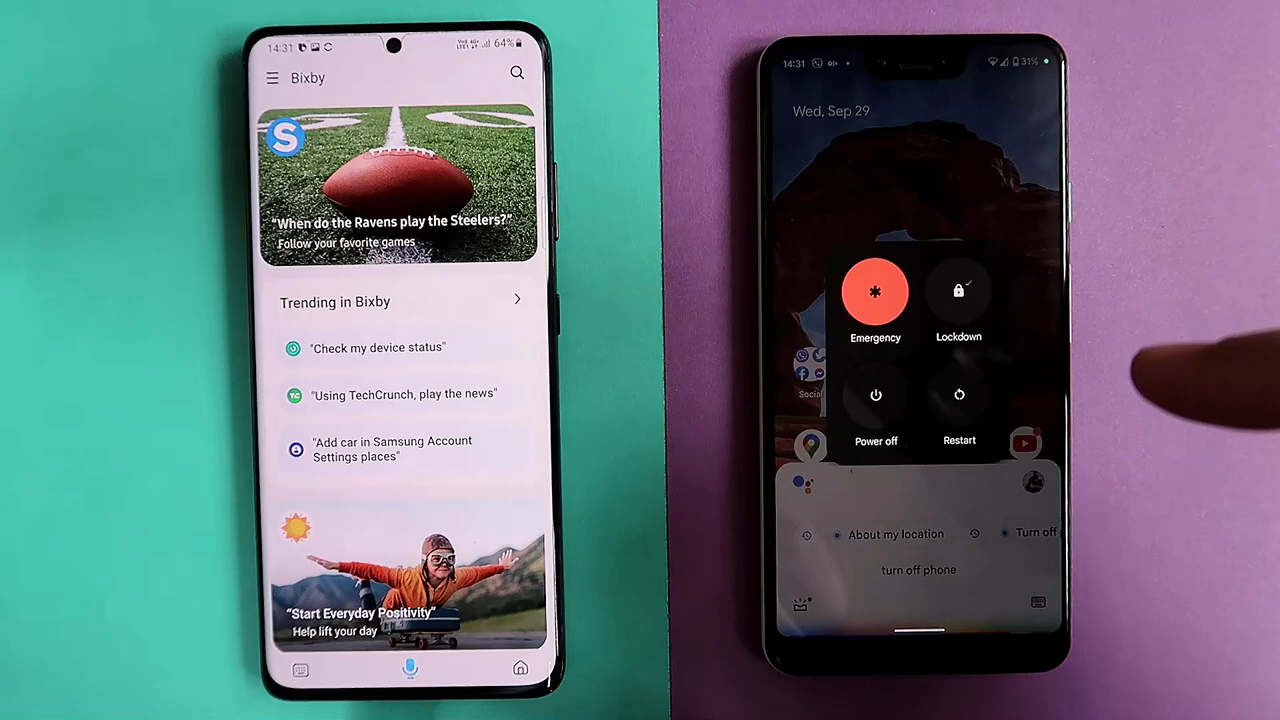 14:31
64%
Bixby
S
"When do the Ravens play the Steelers?"
Follow your favorite games
Trending in Bixby
"Check my device status"
TC
"Using TechCrunch, play the news"
"Add car in Samsung Account
Settings places"
"Start Everyday Positivity"
Help lift your day
14:31
31%
Wed, Sep 29
Emergency
Lockdown
Social
Power off
Restart
About my location
Turn off
turn off phone